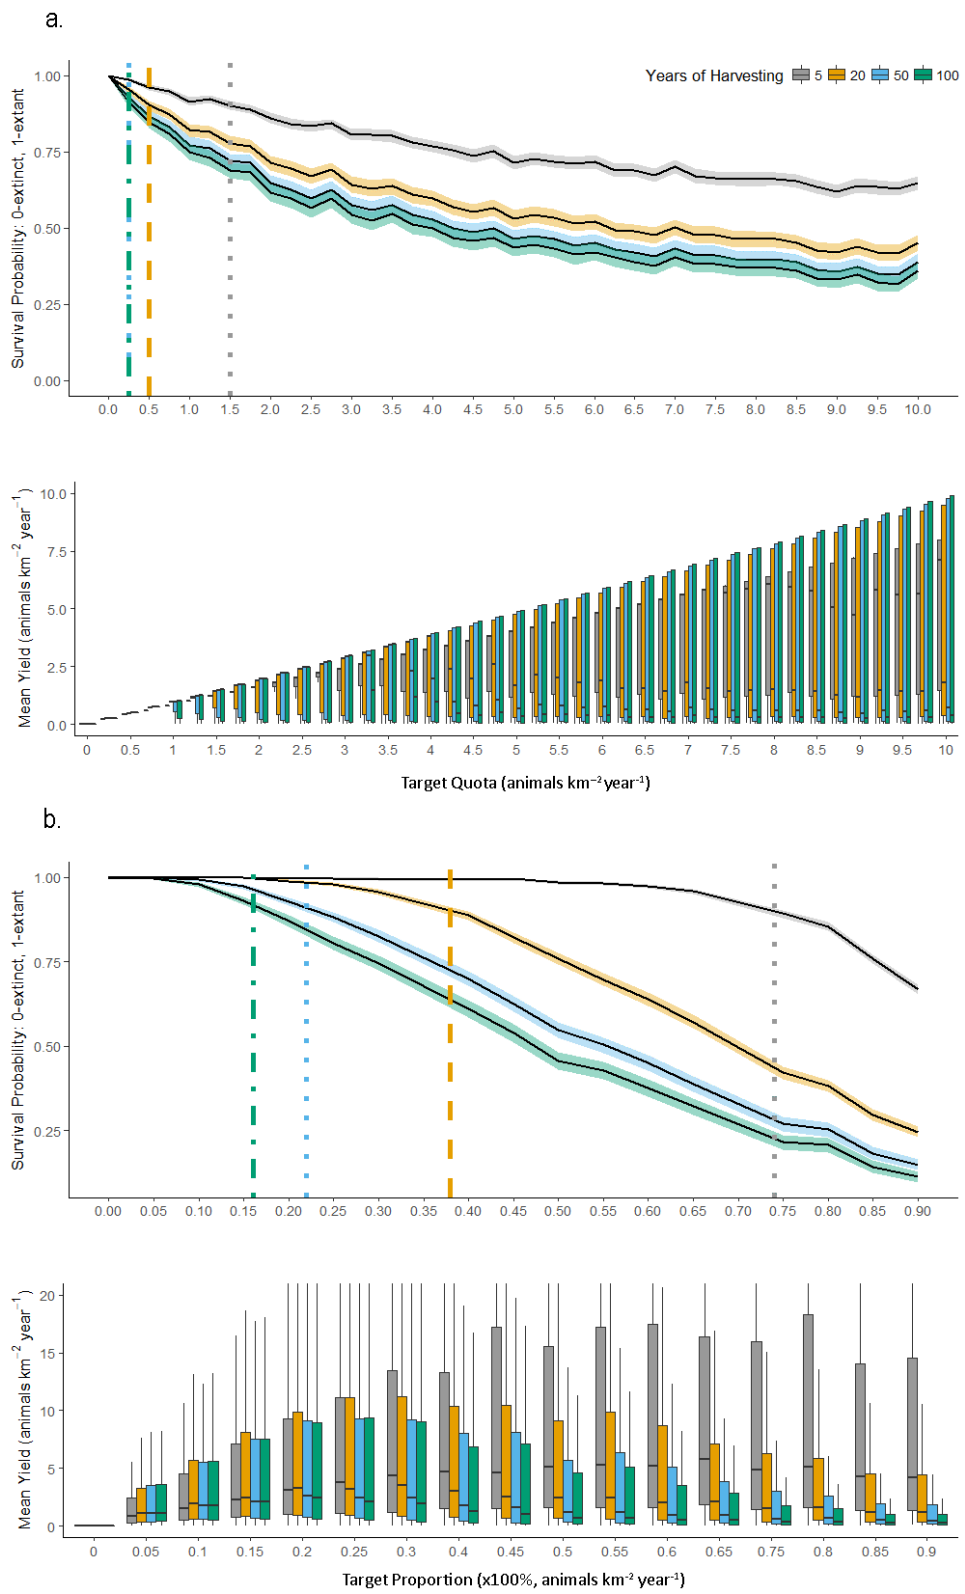 a.
Years of Harvesting 5 20 50 100
Survival Probability: 0-extinct, 1-extant
1.00
0.75
0.50
0.25
0.00
0.0 0.5 1.0 1.5 2.0 2.5 3.0 3.5 4.0 4.5 5.0 5.5 6.0 6.5 7.0 7.5 8.0 8.5 9.0 9.5 10.0
Mean Yield (animals km⁻² year⁻¹)
10.0
7.5
5.0
2.5
0.0
0 0.5 1 1.5 2 2.5 3 3.5 4 4.5 5 5.5 6 6.5 7 7.5 8 8.5 9 9.5 10
Target Quota (animals km⁻² year⁻¹)
b.
Survival Probability: 0-extinct, 1-extant
1.00
0.75
0.50
0.25
0.00 0.05 0.10 0.15 0.20 0.25 0.30 0.35 0.40 0.45 0.50 0.55 0.60 0.65 0.70 0.75 0.80 0.85 0.90
Mean Yield (animals km⁻² year⁻¹)
20
15
10
5
0
0 0.05 0.1 0.15 0.2 0.25 0.3 0.4 0.45 0.5 0.55 0.6 0.65 0.75 0.8 0.85 0.9
Target Proportion (x100%, animals km⁻² year⁻¹)